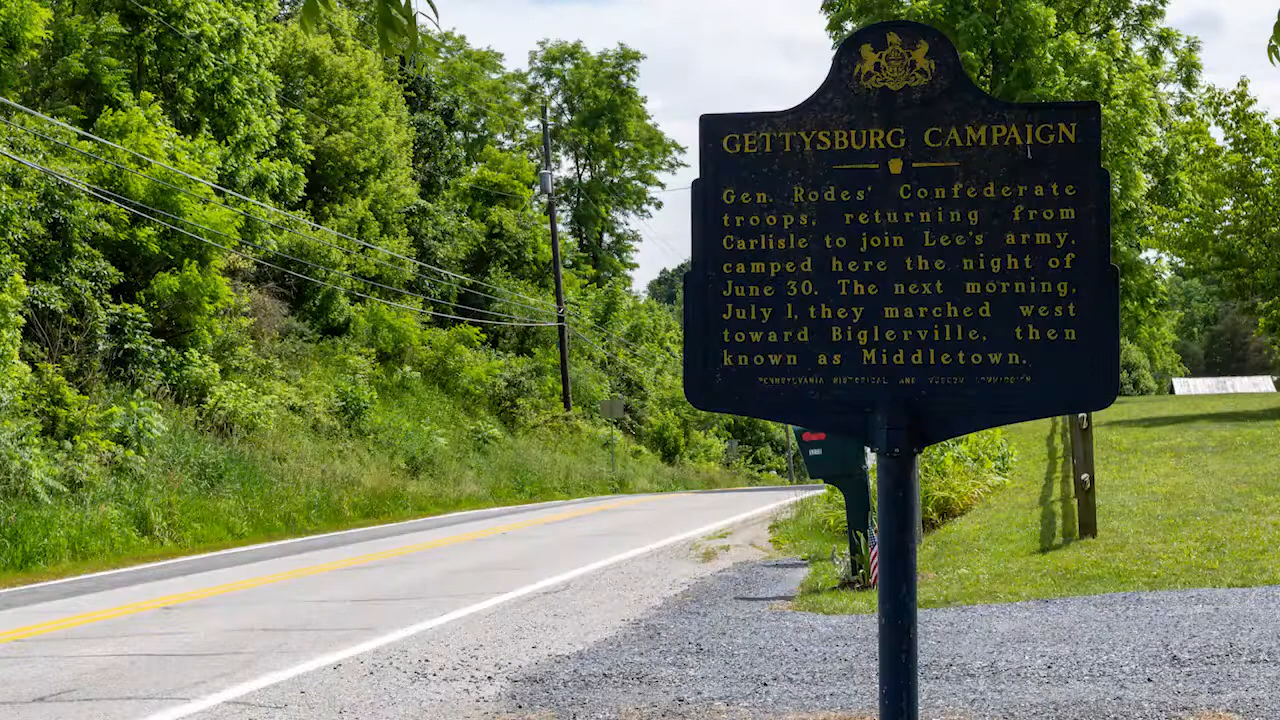 GETTYSBURG CAMPAIGN
Gen. Rodes' Confederate
troops, returning from
Carlisle to join Lee's army,
camped here the night of
June 30. The next morning,
July 1, they marched west
toward Biglerville, then
known as Middletown.
PENNSYLVANIA HISTORICAL AND MUSEUM COMMISSION